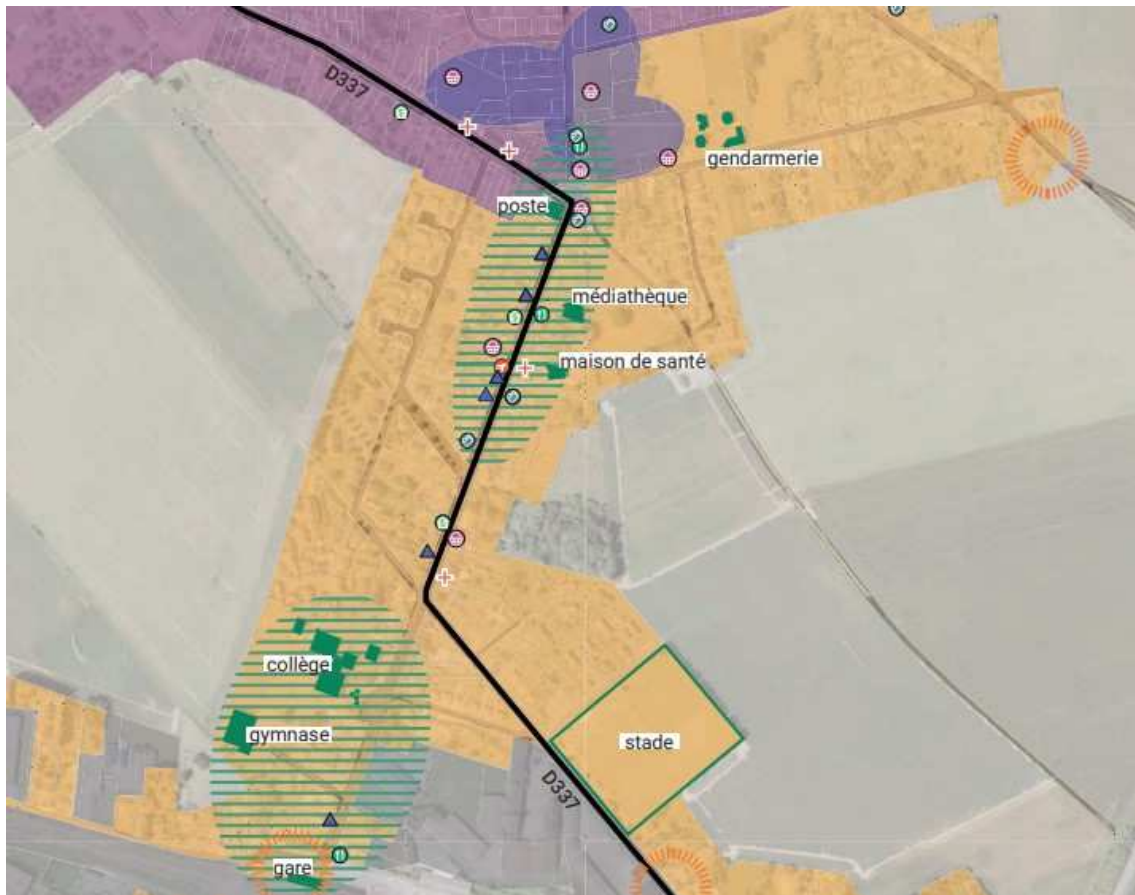 D337
gendarmerie
poste
médiathèque
maison de santé
collège
gymnase
stade
D337
gare